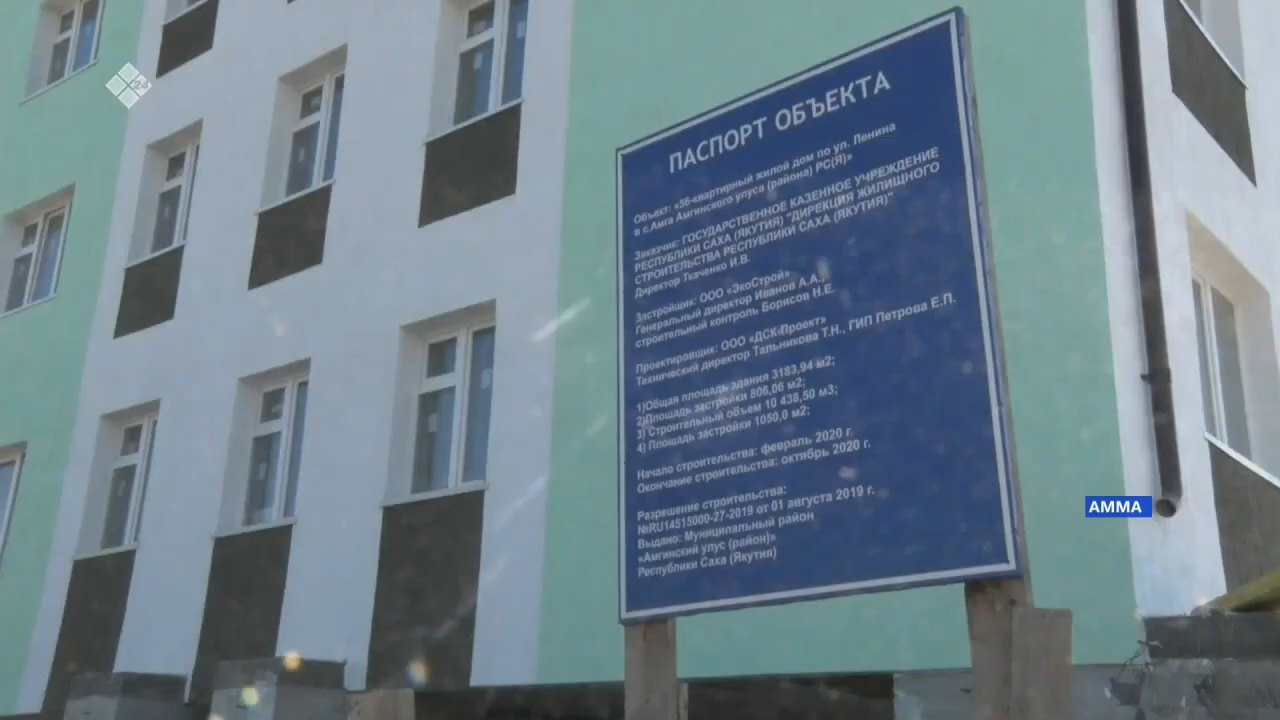 24
ПАСПОРТ ОБЪЕКТА
Объект: «56-квартирный жилой дом по ул. Ленина
в с.Амга Амгинского улуса (района) РС(Я)»
Заказчик: ГОСУДАРСТВЕННОЕ КАЗЕННОЕ УЧРЕЖДЕНИЕ
РЕСПУБЛИКИ САХА (ЯКУТИЯ) "ДИРЕКЦИЯ ЖИЛИЩНОГО
СТРОИТЕЛЬСТВА РЕСПУБЛИКИ САХА (ЯКУТИЯ)"
Директор Ткаченко И.В.
Застройщик: ООО «ЭкоСтрой»
Генеральный директор Иванов А.А.,
строительный контроль Борисов Н.Е.
Проектировщик: ООО «ДСК-Проект»
Технический директор Тальникова Т.Н., ГИП Петрова Е.П.
1)Общая площадь здания 3183,94 м2;
2)Площадь застройки 806,06 м2;
3) Строительный объем 10 438,50 м3;
4) Площадь застройки 1050,0 м2;
Начало строительства: февраль 2020 г.
Окончание строительства: октябрь 2020 г.
Разрешение строительства:
№RU14515000-27-2019 от 01 августа 2019 г.
Выдано: Муниципальный район
«Амгинский улус (район)»
Республики Саха (Якутия)
АММА